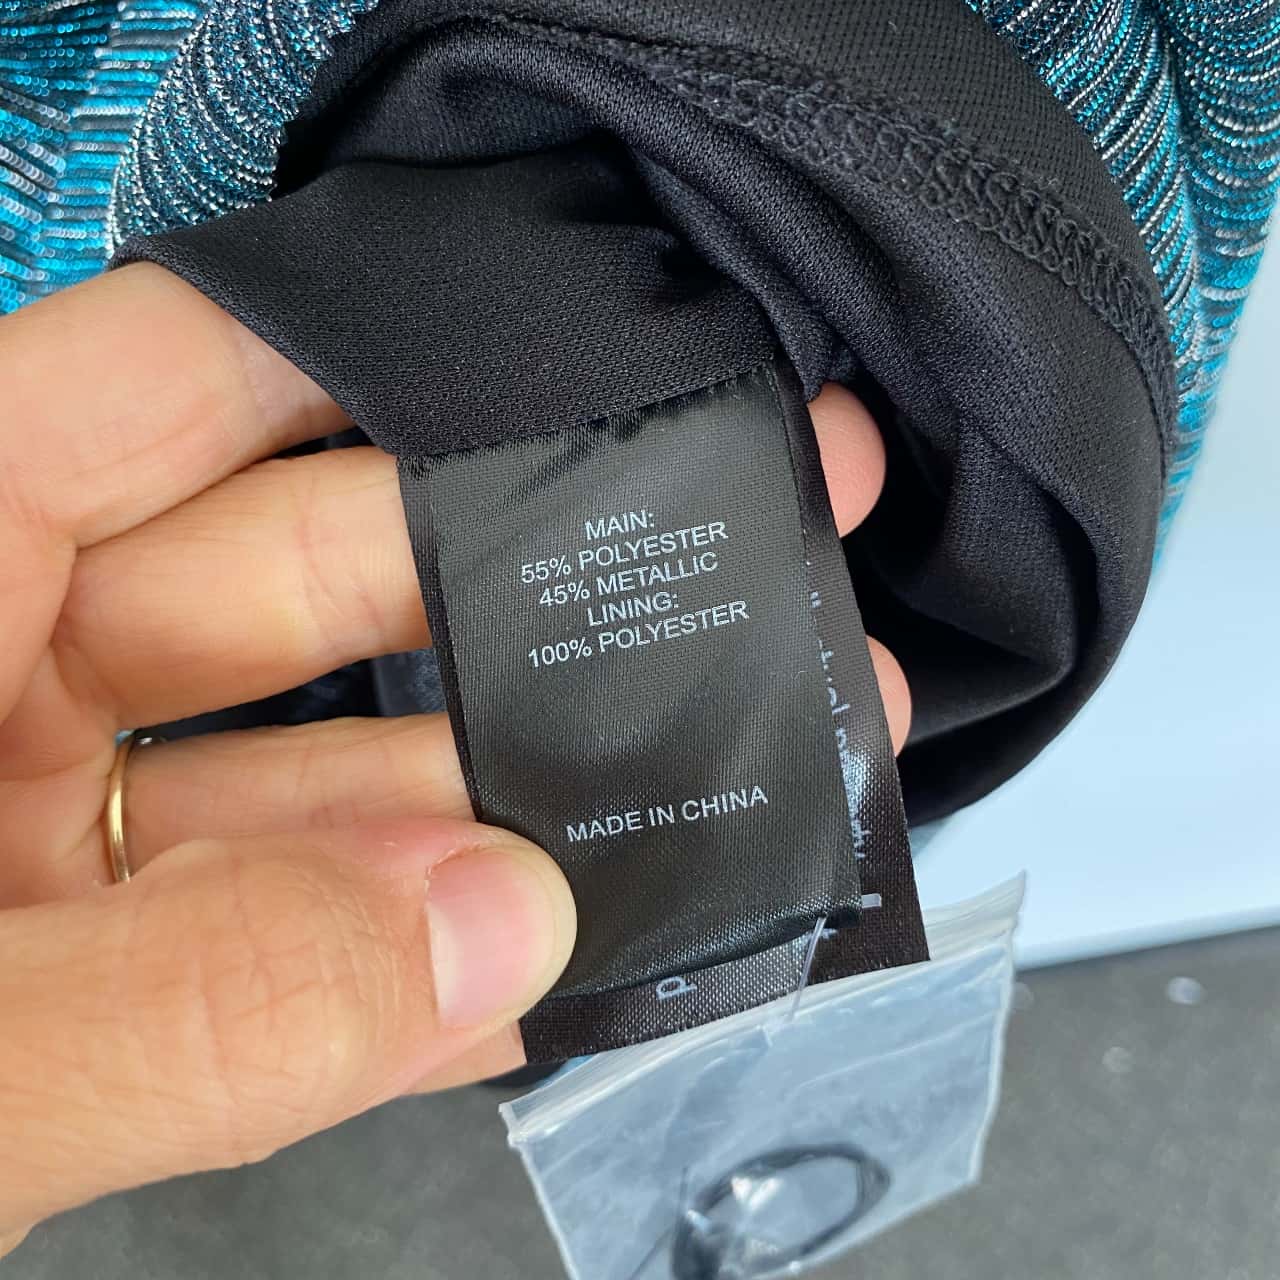 MAIN:
55% POLYESTER
45% METALLIC
LINING:
100% POLYESTER
MADE IN CHINA